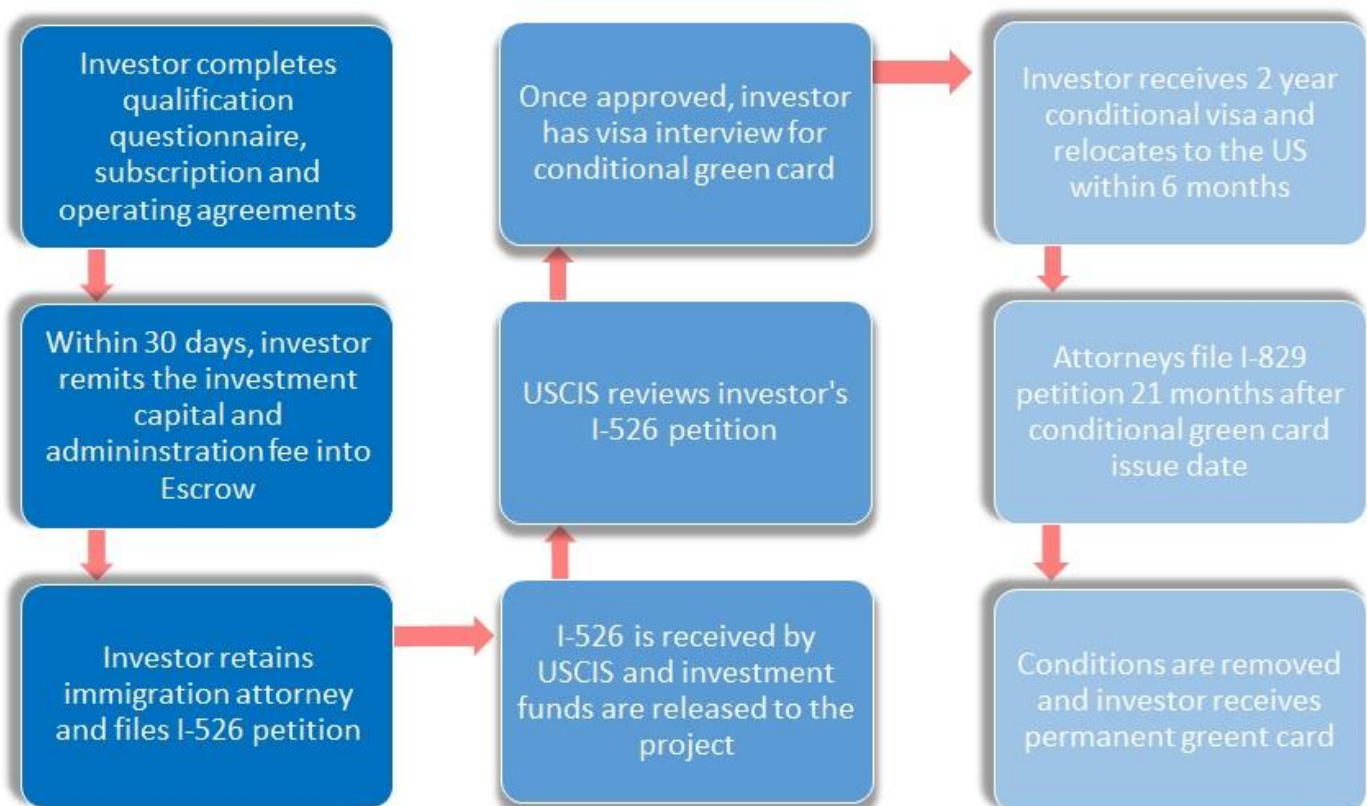 Investor completes
qualification
questionnaire,
subscription and
operating agreements
Within 30 days, investor
remits the investment
capital and
admininstration fee into
Escrow
Investor retains
immigration attorney
and files I-526 petition
I-526 is received by
USCIS and investment
funds are released to the
project
USCIS reviews investor's
I-526 petition
Once approved, investor
has visa interview for
conditional green card
Investor receives 2 year
conditional visa and
relocates to the US
within 6 months
Attorneys file I-829
petition 21 months after
conditional green card
issue date
Conditions are removed
and investor receives
permanent greent card